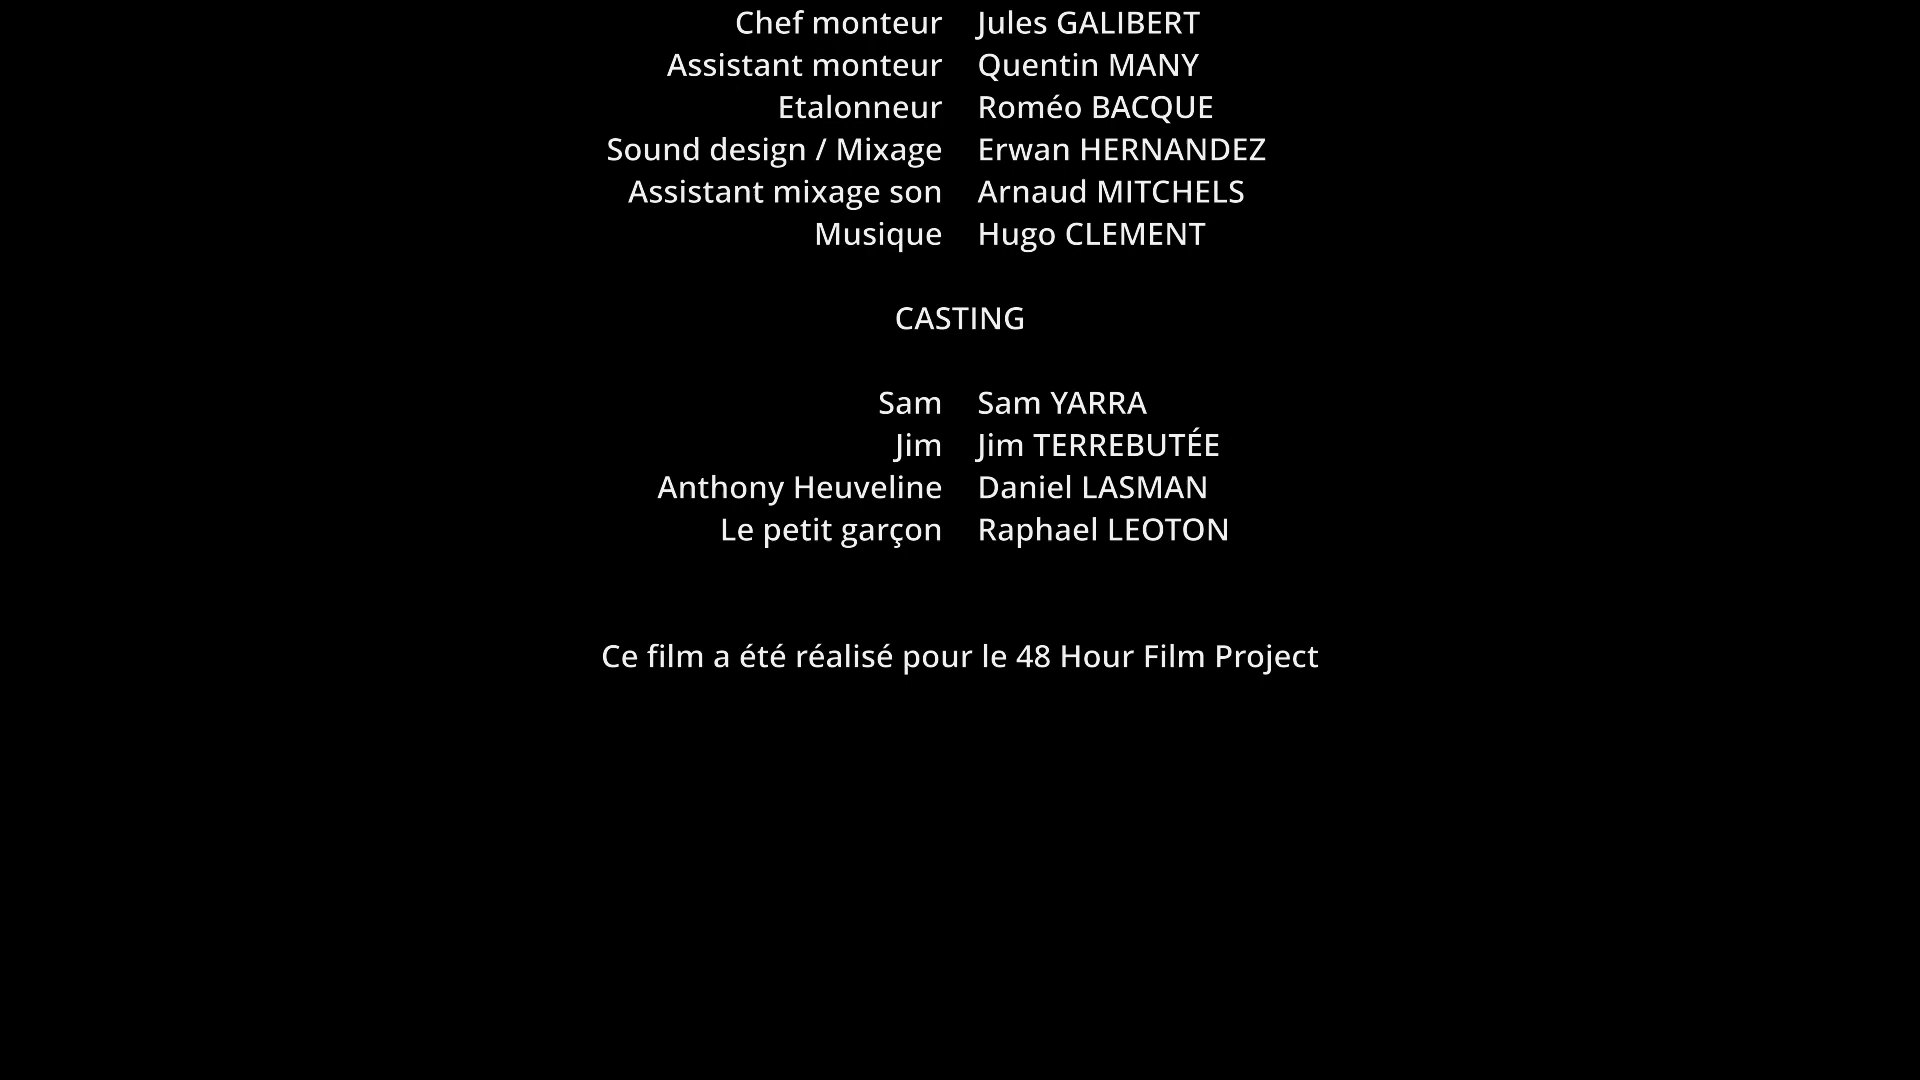 Chef monteur Jules GALIBERT
Assistant monteur Quentin MANY
Etalonneur Roméo BACQUE
Sound design / Mixage Erwan HERNANDEZ
Assistant mixage son Arnaud MITCHELS
Musique Hugo CLEMENT
CASTING
Sam Sam YARRA
Jim Jim TERREBUTÉE
Anthony Heuveline Daniel LASMAN
Le petit garçon Raphael LEOTON
Ce film a été réalisé pour le 48 Hour Film Project